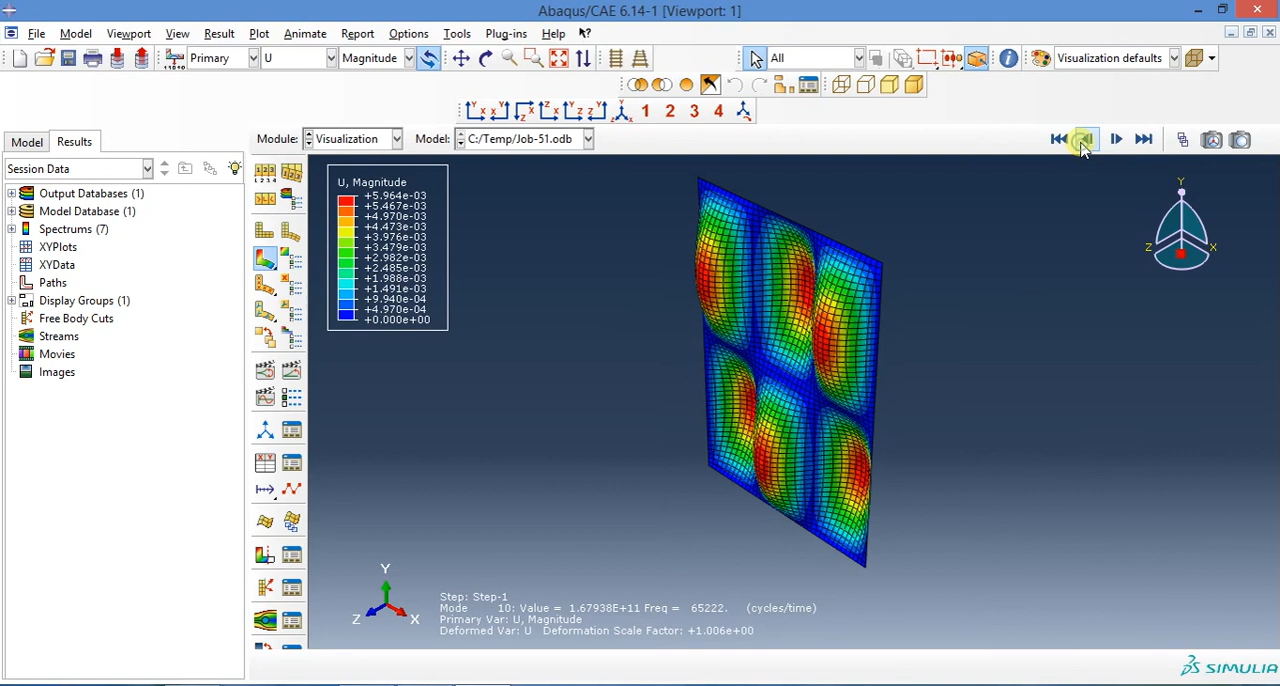 Abaqus/CAE 6.14-1 [Viewport: 1]
File Model Viewport View Result Plot Animate Report Options Tools Plug-ins Help
Primary U Magnitude All Visualization defaults
1 2 3 4
Module: Visualization Model: C:/Temp/Job-51.odb
Model Results
Session Data
Output Databases (1)
Model Database (1)
Spectrums (7)
XYPlots
XYData
Paths
Display Groups (1)
Free Body Cuts
Streams
Movies
Images
U, Magnitude
+5.964e-03
+5.467e-03
+4.970e-03
+4.473e-03
+3.976e-03
+3.479e-03
+2.982e-03
+2.485e-03
+1.988e-03
+1.491e-03
+9.940e-04
+4.970e-04
+0.000e+00
Y
Z X
Y
Z X
Step: Step-1
Mode 10: Value = 1.67938E+11 Freq = 65222. (cycles/time)
Primary Var: U, Magnitude
Deformed Var: U Deformation Scale Factor: +1.006e+00
SIMULIA